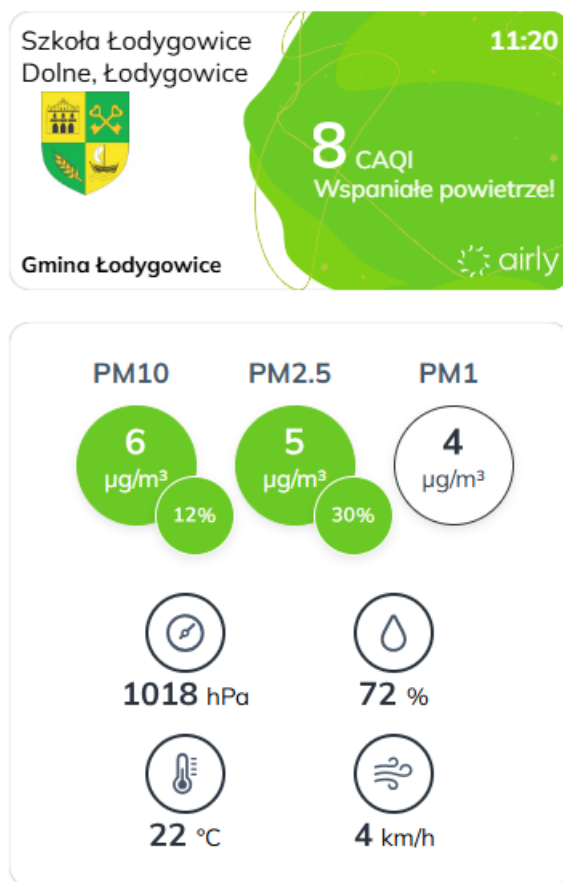 Szkoła Łodygowice
Dolne, Łodygowice
11:20
8 CAQI
Wspaniałe powietrze!
Gmina Łodygowice
airly
PM10 PM2.5 PM1
6 5 4
µg/m³ µg/m³ µg/m³
12% 30%
1018 hPa 72 %
22 °C 4 km/h